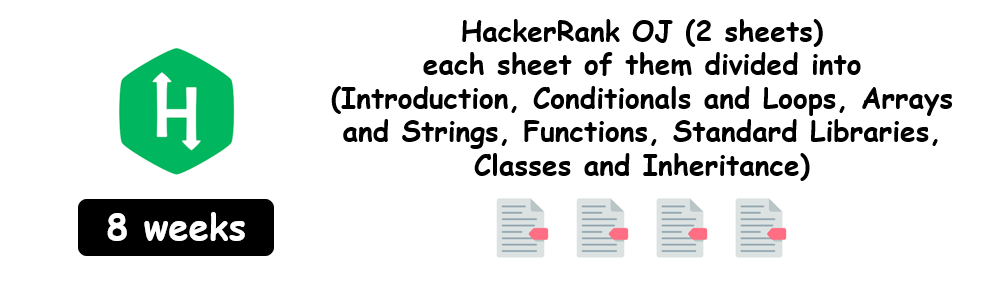 HackerRank OJ (2 sheets)
each sheet of them divided into
(Introduction, Conditionals and Loops, Arrays
and Strings, Functions, Standard Libraries,
Classes and Inheritance)
H
8 weeks